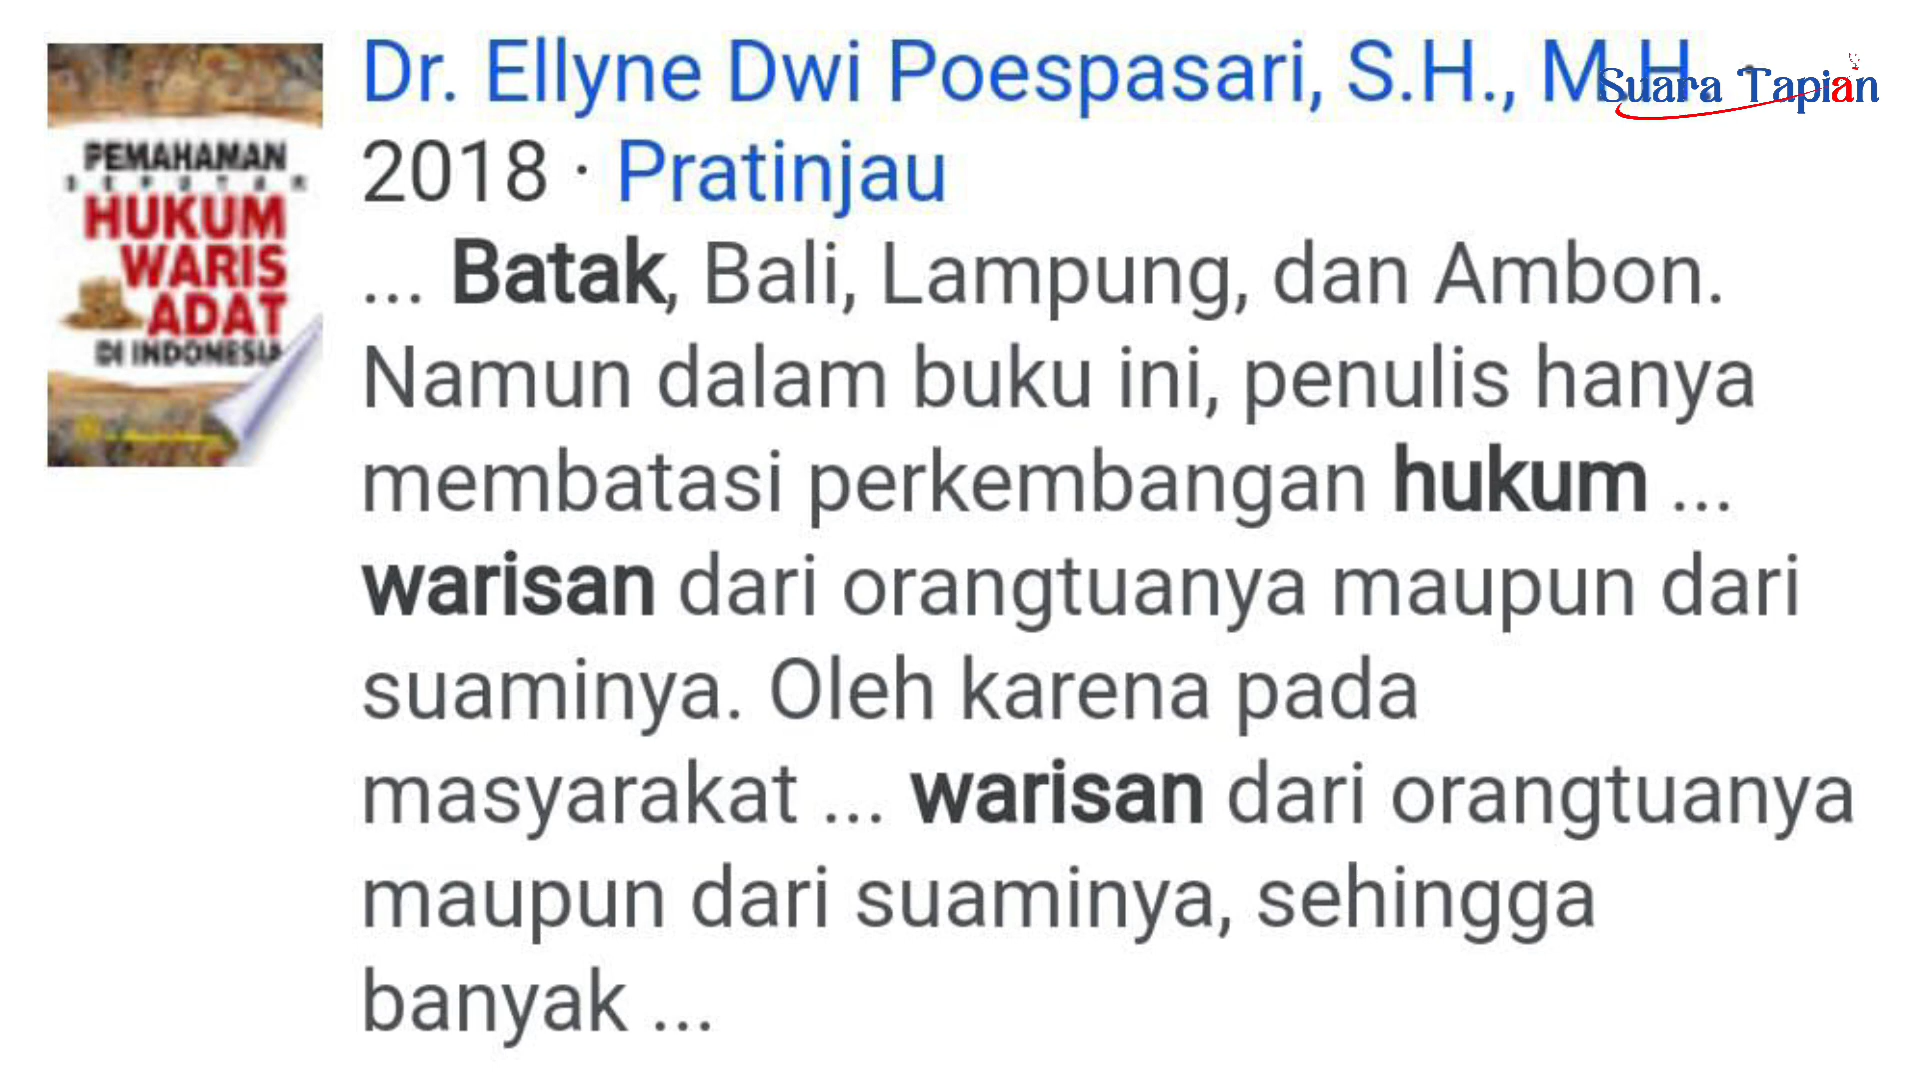 PEMAHAMAN
SEPUTAR
HUKUM
WARIS
ADAT
DI INDONESIA
Dr. Ellyne Dwi Poespasari, S.H., M.H. ·
Suara Tapian
2018 · Pratinjau
... Batak, Bali, Lampung, dan Ambon.
Namun dalam buku ini, penulis hanya
membatasi perkembangan hukum ...
warisan dari orangtuanya maupun dari
suaminya. Oleh karena pada
masyarakat ... warisan dari orangtuanya
maupun dari suaminya, sehingga
banyak ...